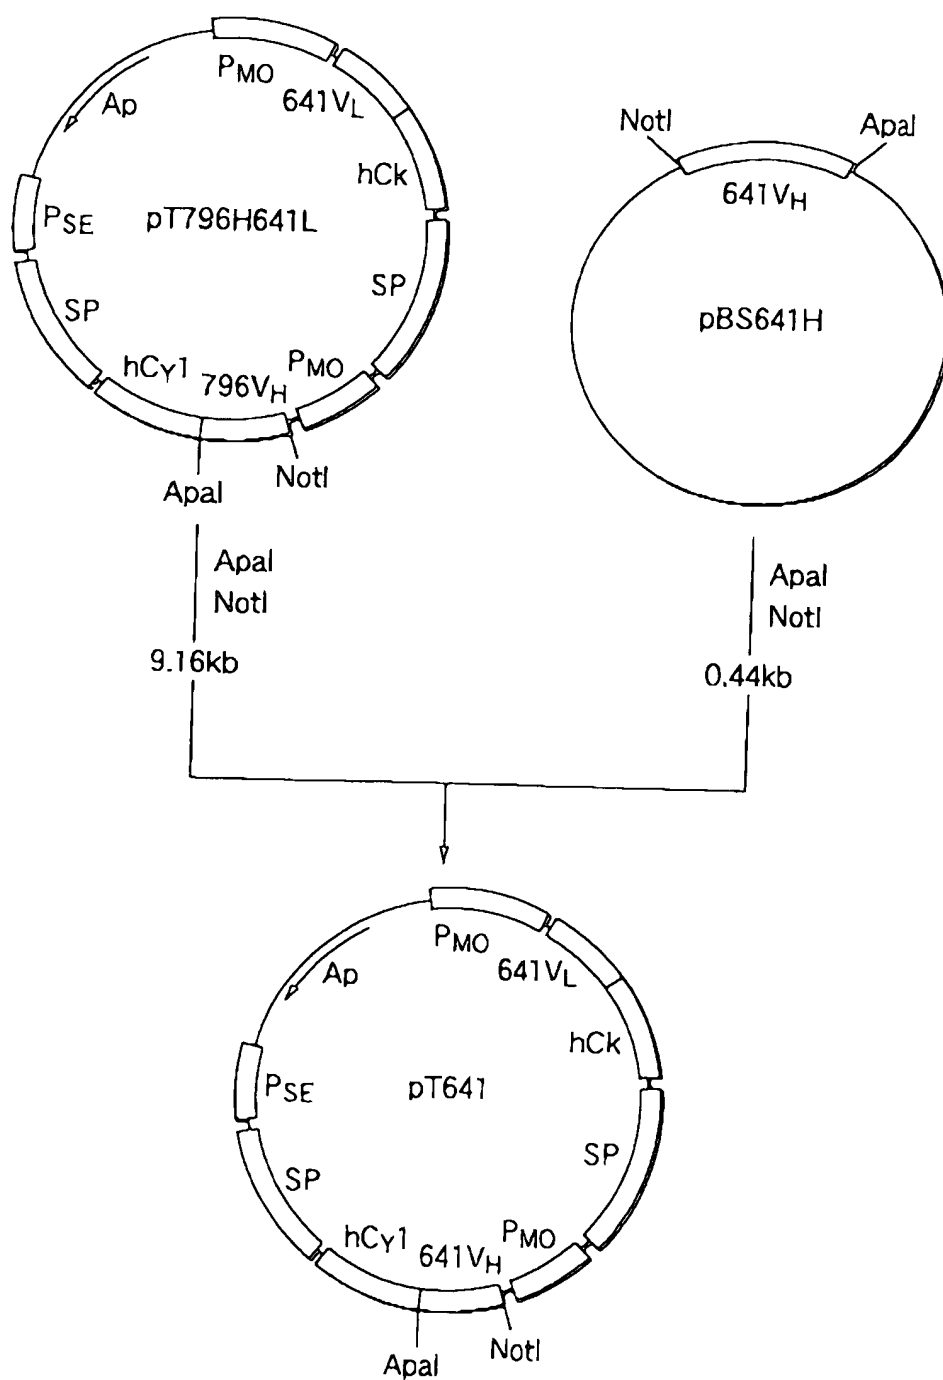 PMO
641VL
Ap
hCk
PSE
pT796H641L
SP
SP
hCγ1
796VH
PMO
ApaI
NotI
NotI
ApaI
641VH
pBS641H
ApaI
NotI
9.16kb
ApaI
NotI
0.44kb
PMO
641VL
Ap
hCk
PSE
pT641
SP
SP
hCγ1
641VH
PMO
ApaI
NotI